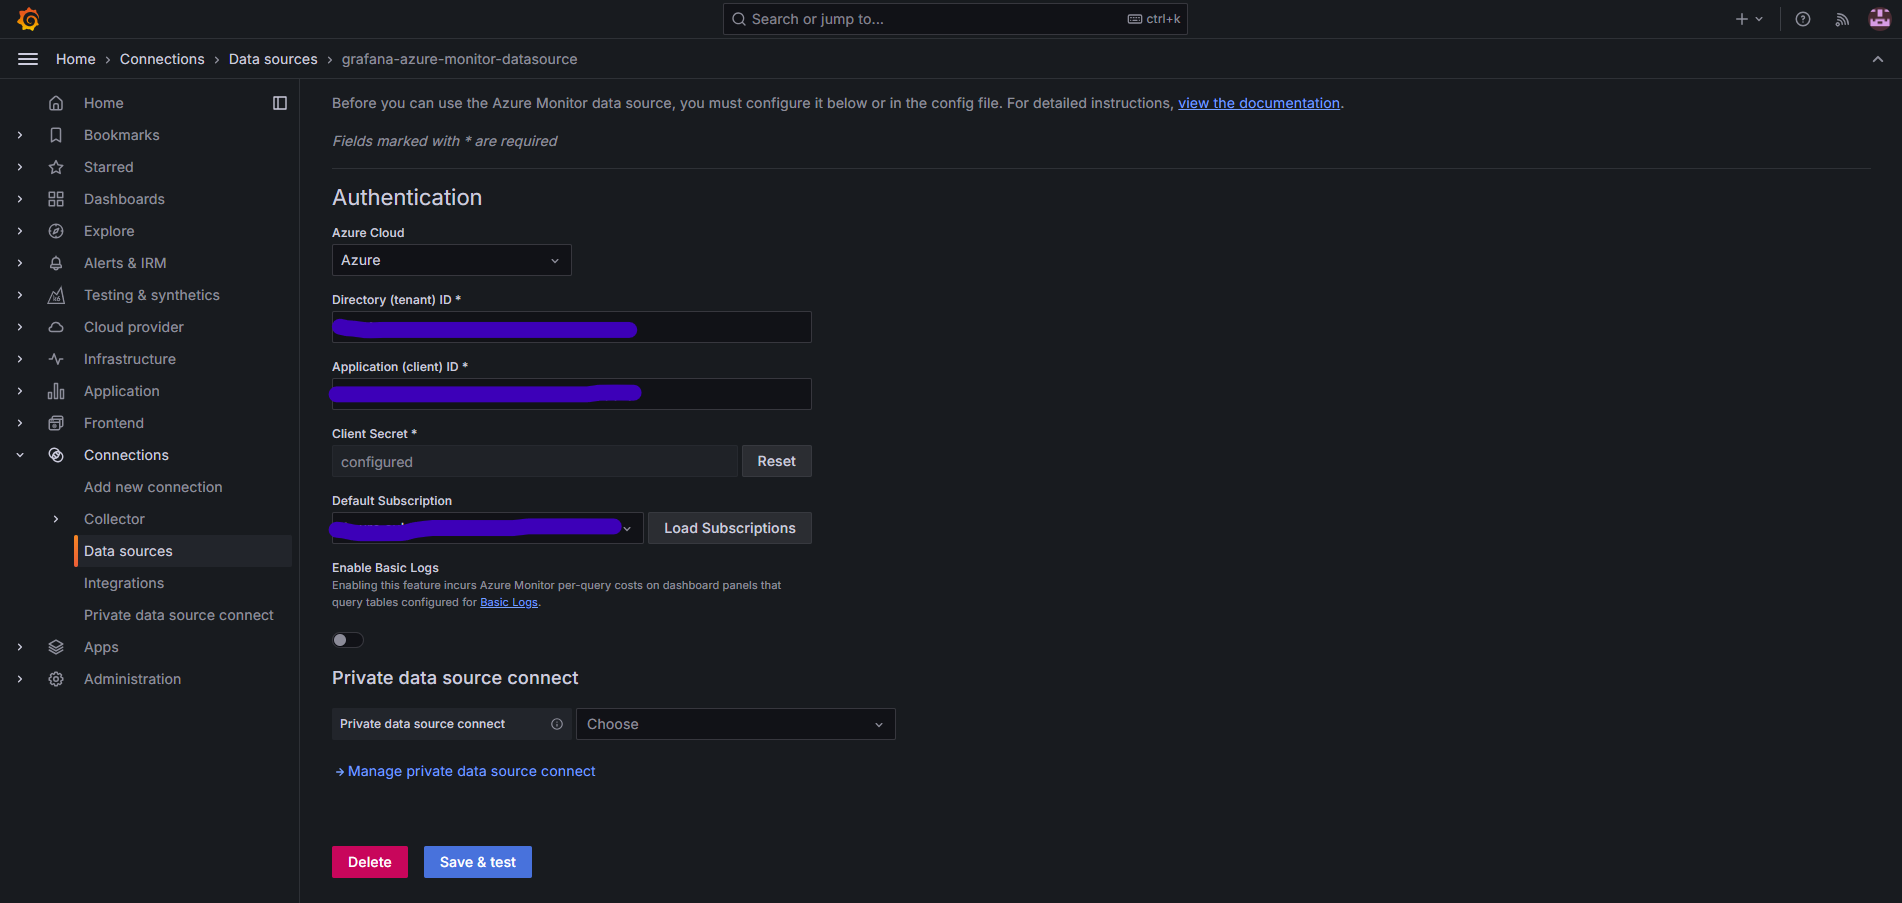 Search or jump to...
ctrl+k
Home
Connections
Data sources
grafana-azure-monitor-datasource
Home
Bookmarks
Starred
Dashboards
Explore
Alerts & IRM
Testing & synthetics
Cloud provider
Infrastructure
Application
Frontend
Connections
Add new connection
Collector
Data sources
Integrations
Private data source connect
Apps
Administration
Before you can use the Azure Monitor data source, you must configure it below or in the config file. For detailed instructions, view the documentation.
Fields marked with * are required
Authentication
Azure Cloud
Azure
Directory (tenant) ID *
Application (client) ID *
Client Secret *
configured
Reset
Default Subscription
Load Subscriptions
Enable Basic Logs
Enabling this feature incurs Azure Monitor per-query costs on dashboard panels that
query tables configured for Basic Logs.
Private data source connect
Private data source connect
Choose
Manage private data source connect
Delete
Save & test